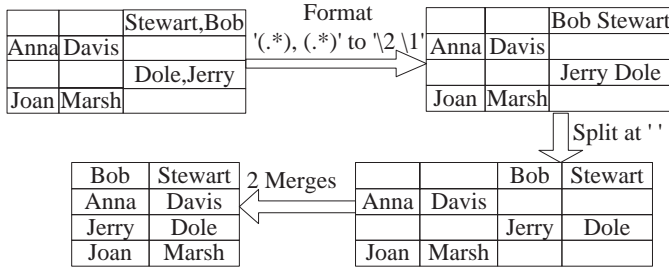 Stewart,Bob
Anna Davis
Dole,Jerry
Joan Marsh
Format
'(.*), (.*)' to '\2 \1'
Bob Stewart
Anna Davis
Jerry Dole
Joan Marsh
Split at ' '
Bob Stewart
Anna Davis
Jerry Dole
Joan Marsh
2 Merges
Bob Stewart
Anna Davis
Jerry Dole
Joan Marsh